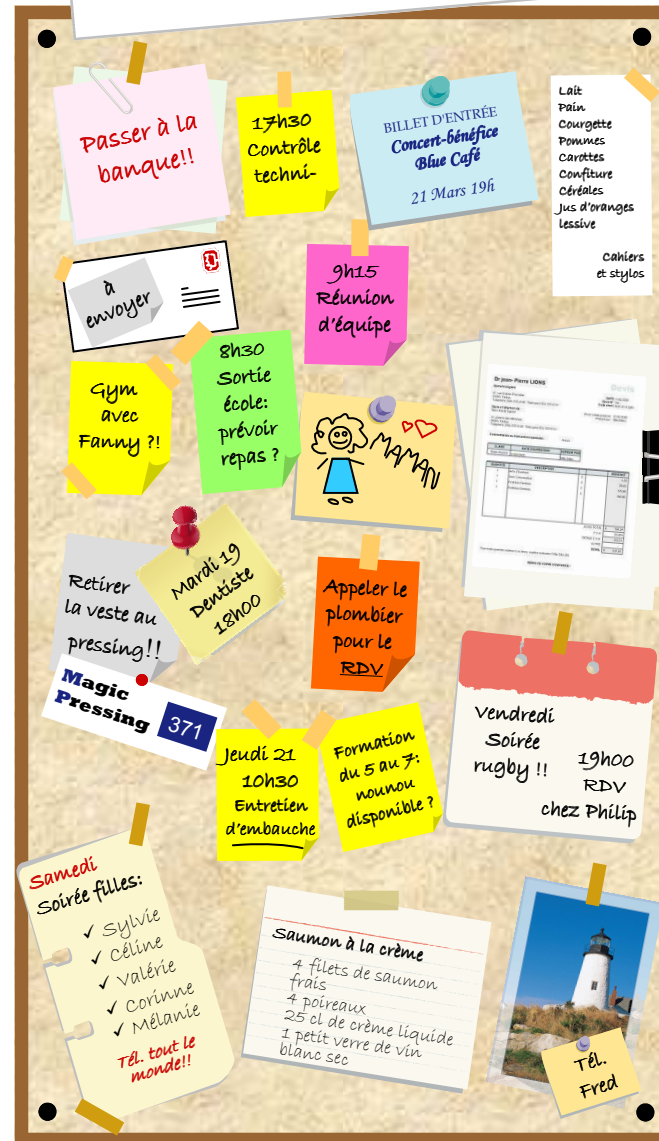 Passer à la
banque!!
17h30
Contrôle
techni-
BILLET D'ENTRÉE
Concert-bénéfice
Blue Café
21 Mars 19h
Lait
Pain
Courgette
Pommes
Carottes
Confiture
Céréales
Jus d'oranges
lessive
Cahiers
et stylos
à
envoyer
9h15
Réunion
d'équipe
8h30
Sortie
école:
prévoir
repas ?
Gym
avec
Fanny ?!
MAMAN
Dr Jean-Pierre LIONS
Devis
Retirer
la veste au
pressing!!
Mardi 19
Dentiste
18h00
Magic
Pressing 371
Appeler le
plombier
pour le
RDV
Vendredi
Soirée
rugby !!
19h00
RDV
chez Philip
Jeudi 21
10h30
Entretien
d'embauche
Formation
du 5 au 7:
nounou
disponible ?
Samedi
Soirée filles:
✓ Sylvie
✓ Céline
✓ Valérie
✓ Corinne
✓ Mélanie
Tél. tout le
monde!!
Saumon à la crème
4 filets de saumon
frais
4 poireaux
25 cl de crème liquide
1 petit verre de vin
blanc sec
Tél.
Fred